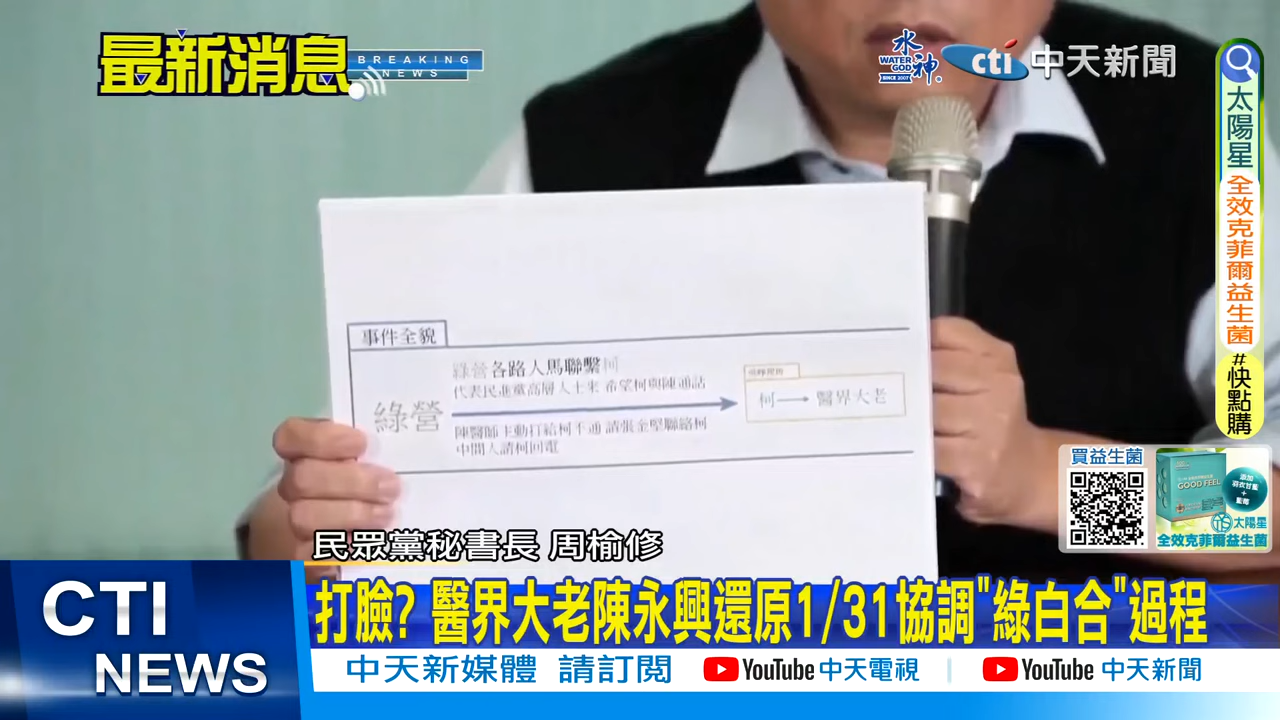 最新消息
BREAKING
NEWS
水神
WATER
GOD
SINCE 2007
cti 中天新聞
太陽星
全效克菲爾益生菌
#快點購
買益生菌
GOOD FEEL
添加
羽衣甘藍
+
藍莓
太陽星
全效克菲爾益生菌
事件全貌
綠營各路人馬聯繫柯
代表民進黨高層人士來 希望柯與陳通話
綠營
陳醫師主動打給柯不通 請張金堅聯絡柯
中間人請柯回電
柯 醫界大老
民眾黨秘書長 周榆修
打臉? 醫界大老陳永興還原1/31協調"綠白合"過程
CTI
NEWS
中天新媒體 請訂閱 YouTube 中天電視 | YouTube 中天新聞